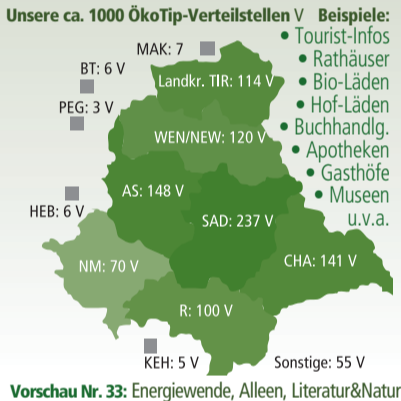 Unsere ca. 1000 ÖkoTip-Verteilstellen V Beispiele:
• Tourist-Infos
• Rathäuser
• Bio-Läden
• Hof-Läden
• Buchhandlg.
• Apotheken
• Gasthöfe
• Museen
u.v.a.
MAK: 7
BT: 6 V
Landkr. TIR: 114 V
PEG: 3 V
WEN/NEW: 120 V
AS: 148 V
HEB: 6 V
SAD: 237 V
NM: 70 V
CHA: 141 V
R: 100 V
KEH: 5 V
Sonstige: 55 V
Vorschau Nr. 33: Energiewende, Alleen, Literatur&Natur